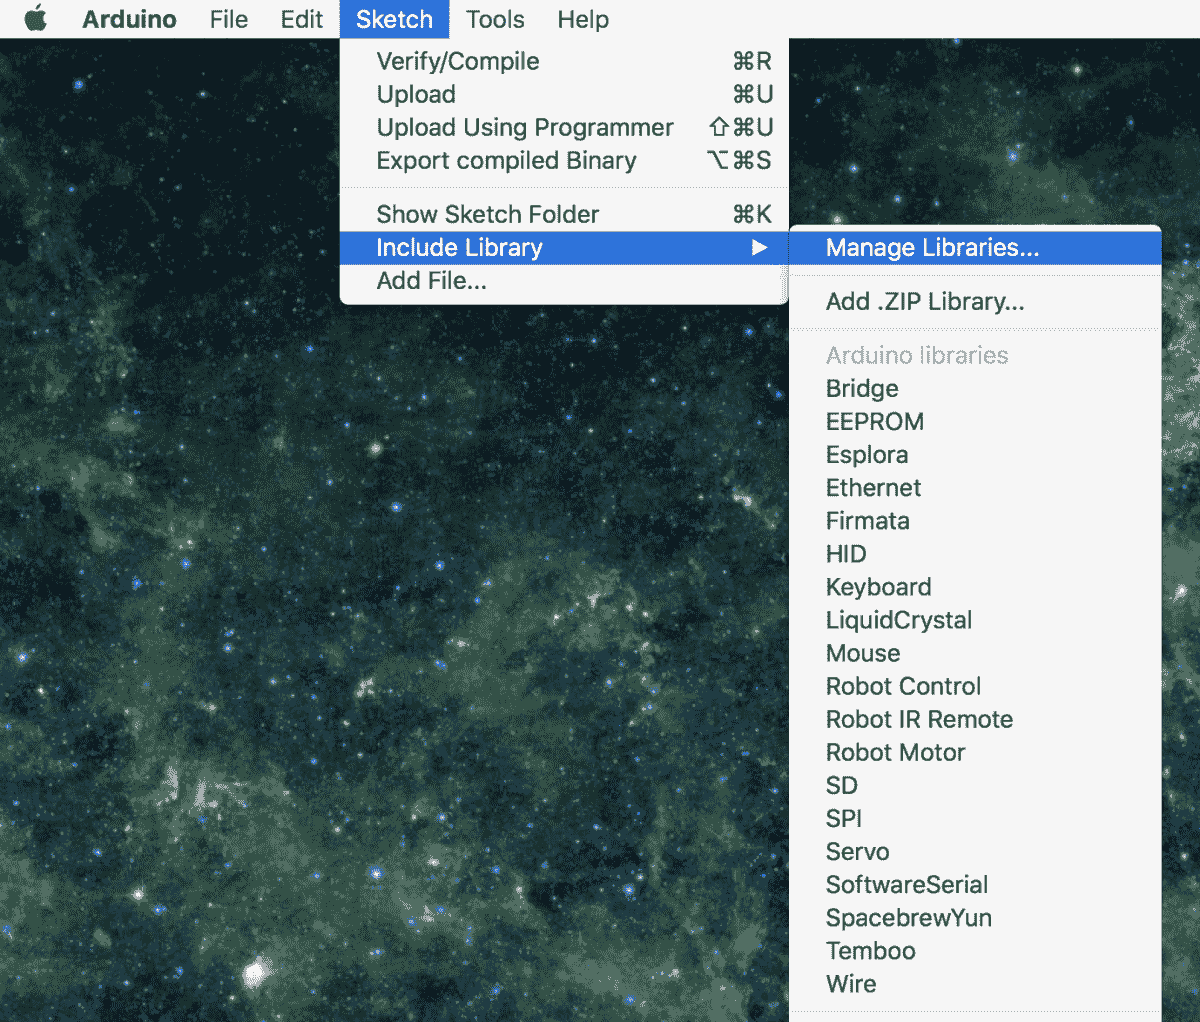 Arduino File Edit Sketch Tools Help
Verify/Compile ⌘R
Upload ⌘U
Upload Using Programmer ⇧⌘U
Export compiled Binary ⌥⌘S
Show Sketch Folder ⌘K
Include Library ▶
Add File...
Manage Libraries...
Add .ZIP Library...
Arduino libraries
Bridge
EEPROM
Esplora
Ethernet
Firmata
HID
Keyboard
LiquidCrystal
Mouse
Robot Control
Robot IR Remote
Robot Motor
SD
SPI
Servo
SoftwareSerial
SpacebrewYun
Temboo
Wire